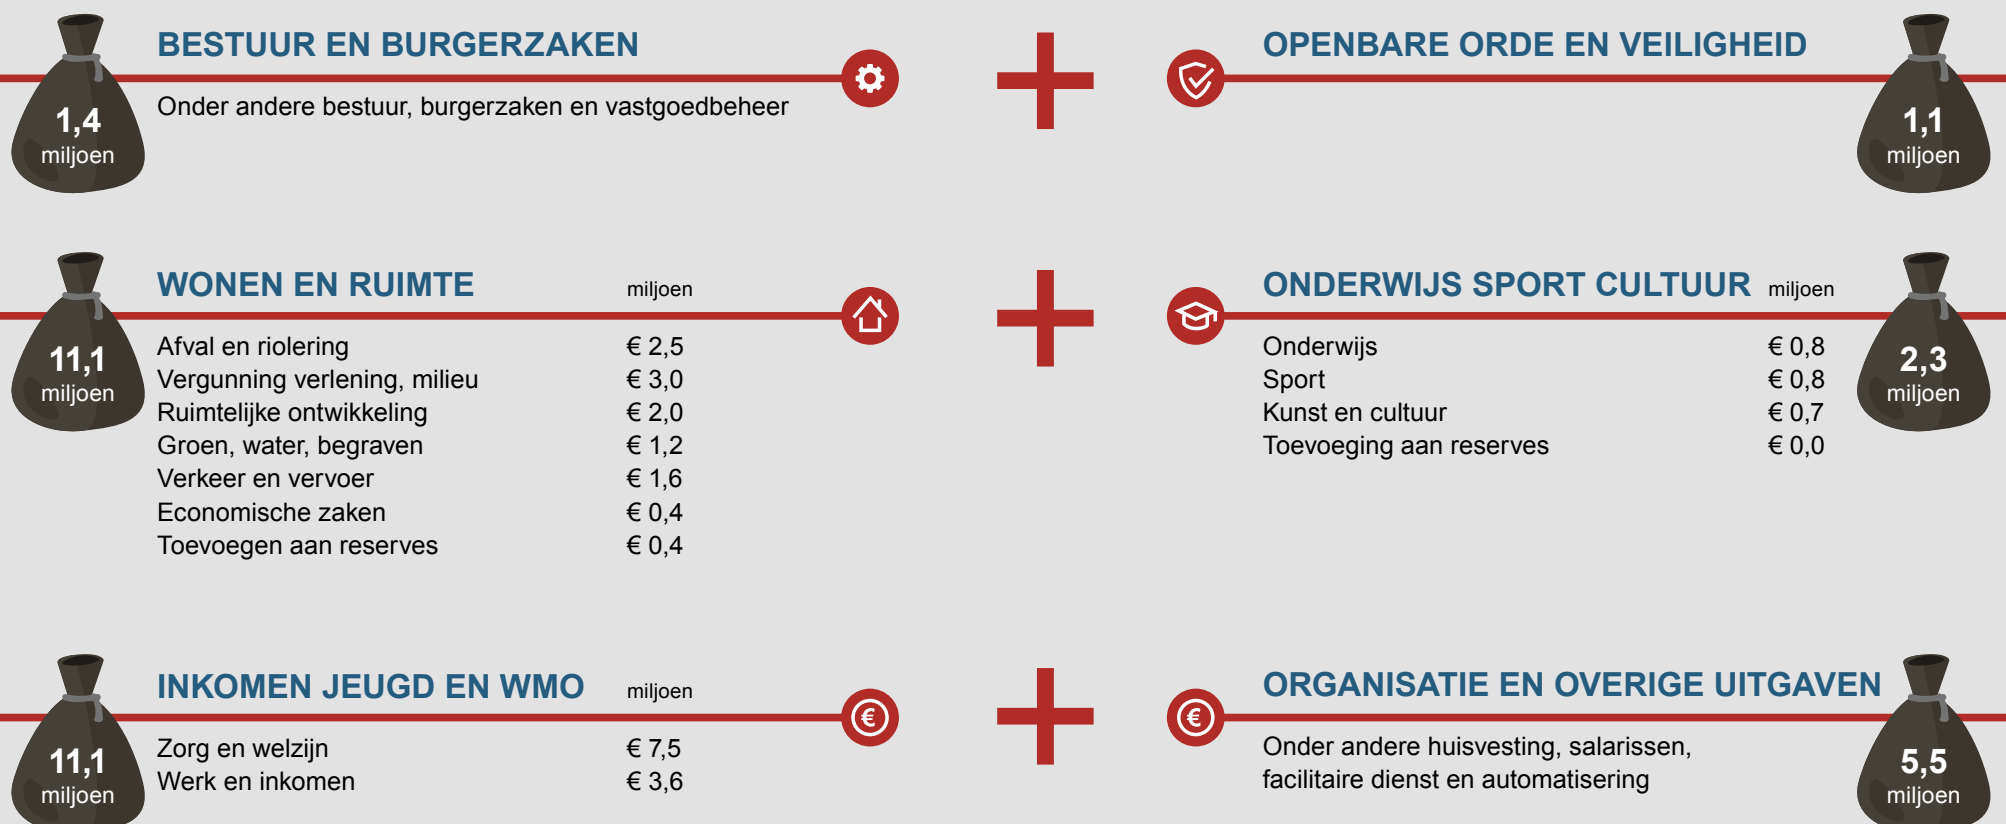 BESTUUR EN BURGERZAKEN
Onder andere bestuur, burgerzaken en vastgoedbeheer
1,4
miljoen
OPENBARE ORDE EN VEILIGHEID
1,1
miljoen
WONEN EN RUIMTE miljoen
11,1
miljoen
Afval en riolering € 2,5
Vergunning verlening, milieu € 3,0
Ruimtelijke ontwikkeling € 2,0
Groen, water, begraven € 1,2
Verkeer en vervoer € 1,6
Economische zaken € 0,4
Toevoegen aan reserves € 0,4
ONDERWIJS SPORT CULTUUR miljoen
Onderwijs € 0,8
Sport € 0,8
Kunst en cultuur € 0,7
Toevoeging aan reserves € 0,0
2,3
miljoen
INKOMEN JEUGD EN WMO miljoen
11,1
miljoen
Zorg en welzijn € 7,5
Werk en inkomen € 3,6
ORGANISATIE EN OVERIGE UITGAVEN
Onder andere huisvesting, salarissen,
facilitaire dienst en automatisering
5,5
miljoen